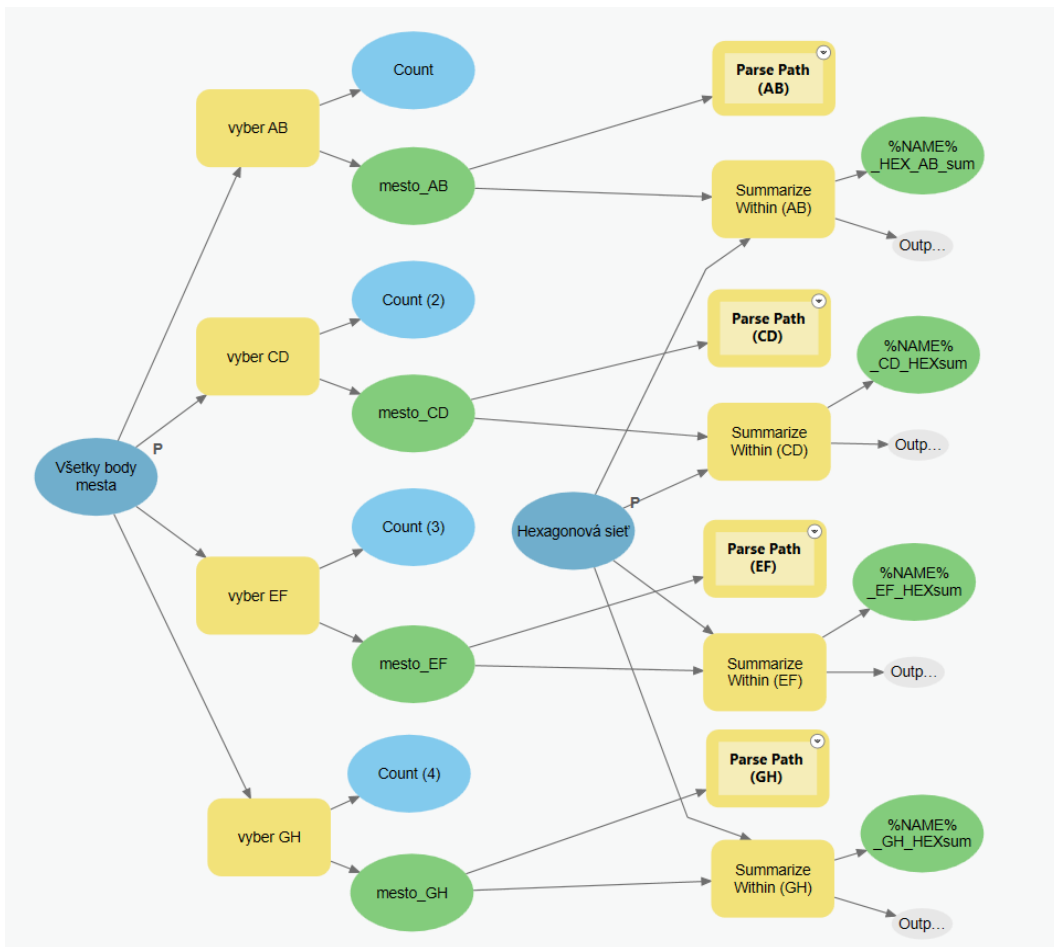 Count
vyber AB
mesto_AB
Parse Path
(AB)
%NAME%
_HEX_AB_sum
Summarize
Within (AB)
Outp...
Count (2)
vyber CD
mesto_CD
Parse Path
(CD)
%NAME%
_CD_HEXsum
Summarize
Within (CD)
Outp...
P
Všetky body
mesta
Count (3)
vyber EF
mesto_EF
P
Hexagonová sieť
Parse Path
(EF)
%NAME%
_EF_HEXsum
Summarize
Within (EF)
Outp...
Count (4)
vyber GH
mesto_GH
Parse Path
(GH)
%NAME%
_GH_HEXsum
Summarize
Within (GH)
Outp...